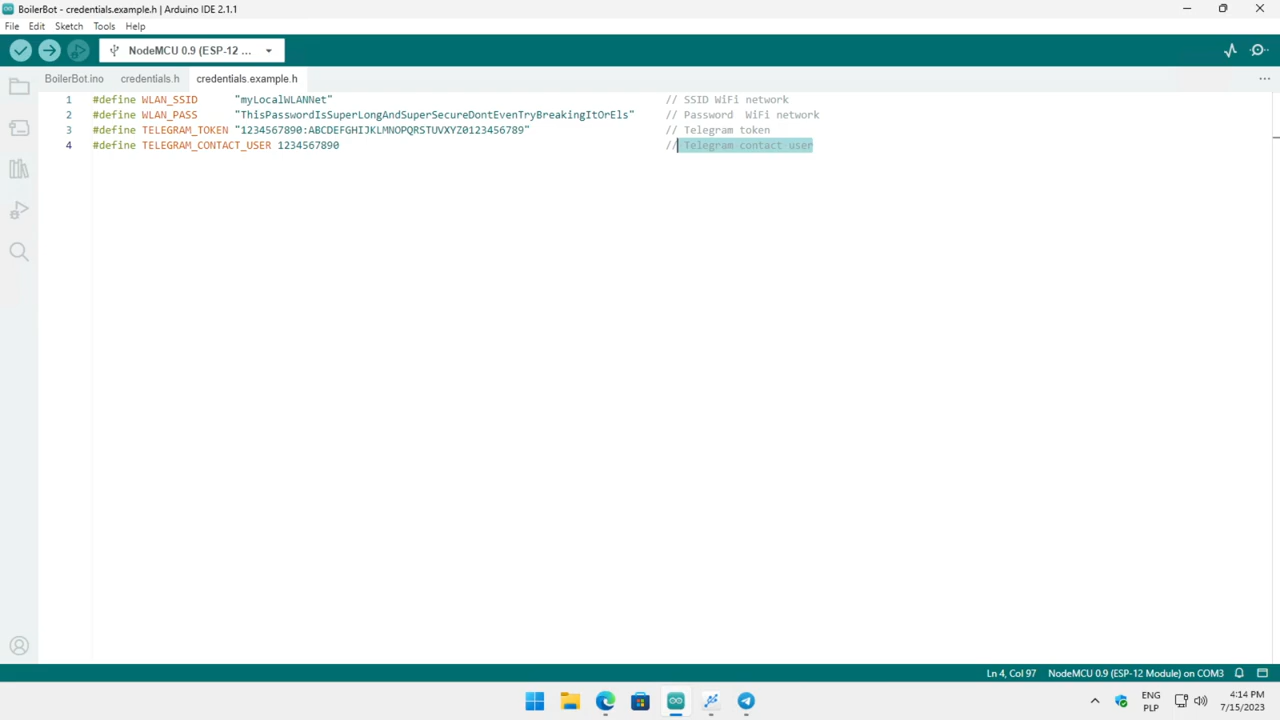 BoilerBot - credentials.example.h | Arduino IDE 2.1.1
File Edit Sketch Tools Help
NodeMCU 0.9 (ESP-12 ...
BoilerBot.ino credentials.h credentials.example.h ...
1 #define WLAN_SSID "myLocalWLANNet" // SSID WiFi network
2 #define WLAN_PASS "ThisPasswordIsSuperLongAndSuperSecureDontEvenTryBreakingItOrEls" // Password WiFi network
3 #define TELEGRAM_TOKEN "1234567890:ABCDEFGHIJKLMNOPQRSTUVXYZ0123456789" // Telegram token
4 #define TELEGRAM_CONTACT_USER 1234567890 // Telegram contact user
Ln 4, Col 97 NodeMCU 0.9 (ESP-12 Module) on COM3
ENG 4:14 PM
PLP 7/15/2023